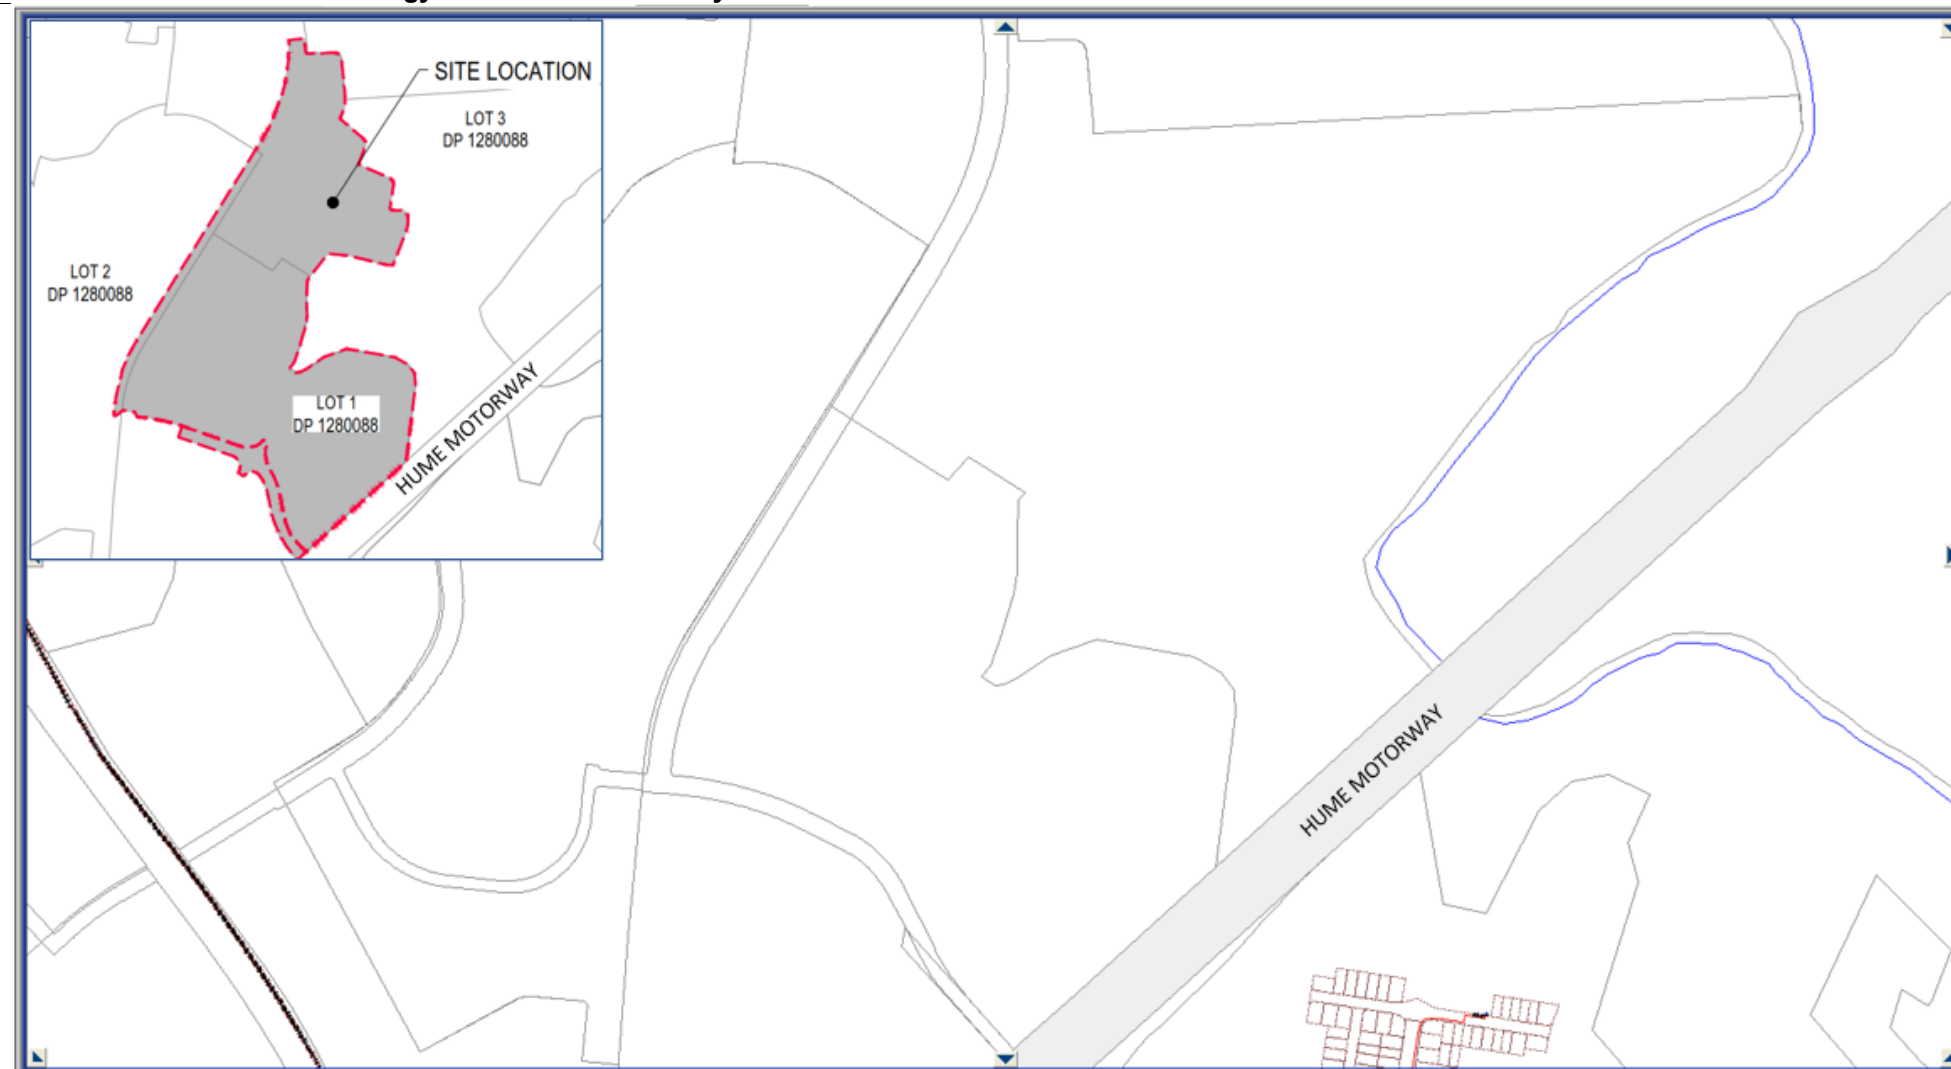 SITE LOCATION
LOT 3
DP 1280088
LOT 2
DP 1280088
LOT 1
DP 1280088
HUME MOTORWAY
HUME MOTORWAY